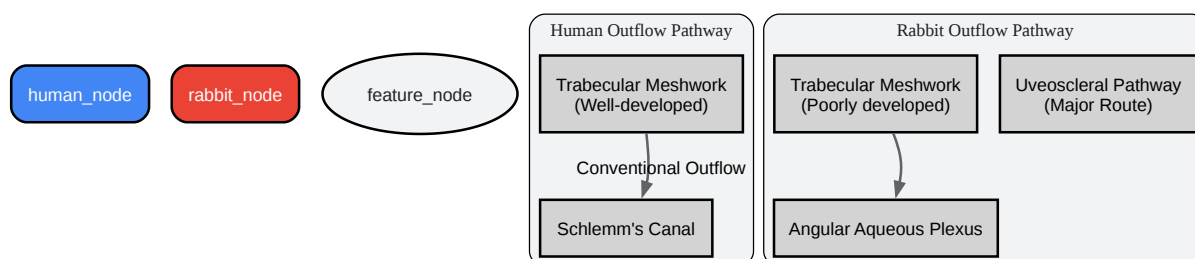 human_node
rabbit_node
feature_node
Human Outflow Pathway
Trabecular Meshwork
(Well-developed)
Conventional Outflow
Schlemm's Canal
Rabbit Outflow Pathway
Trabecular Meshwork
(Poorly developed)
Uveoscleral Pathway
(Major Route)
Angular Aqueous Plexus